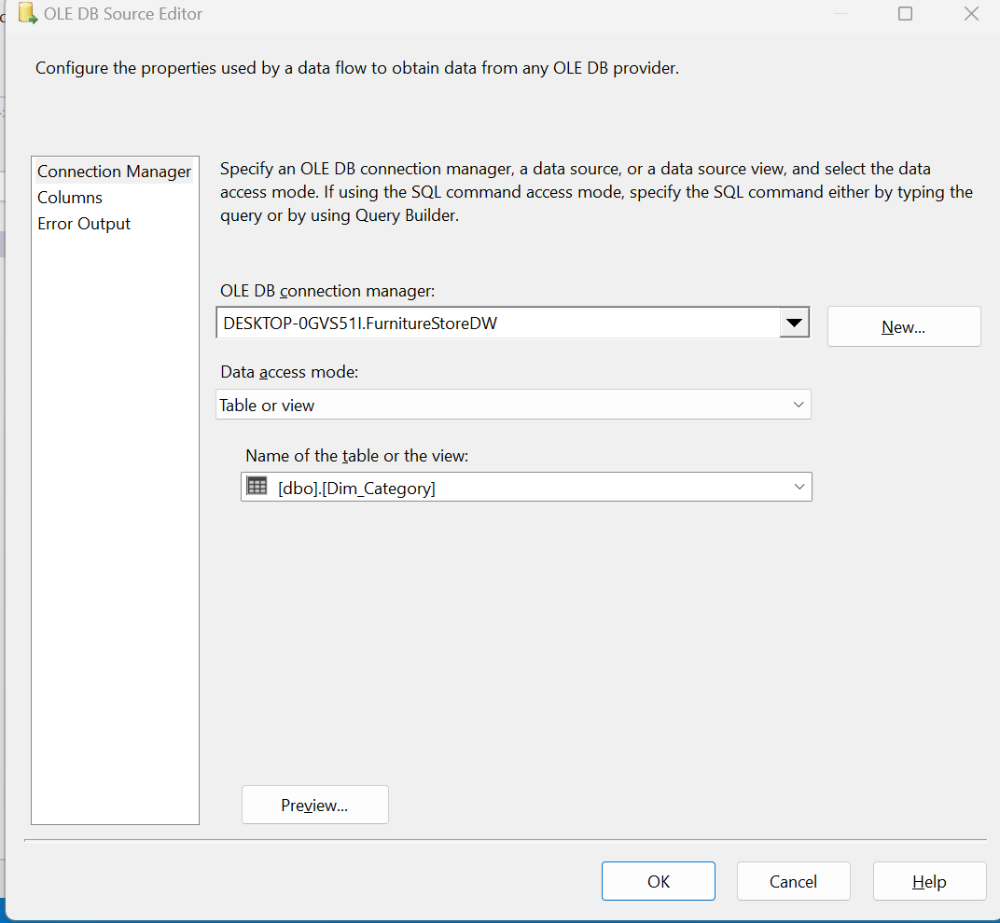 OLE DB Source Editor
Configure the properties used by a data flow to obtain data from any OLE DB provider.
Connection Manager
Columns
Error Output
Specify an OLE DB connection manager, a data source, or a data source view, and select the data
access mode. If using the SQL command access mode, specify the SQL command either by typing the
query or by using Query Builder.
OLE DB connection manager:
DESKTOP-0GVS51I.FurnitureStoreDW
New...
Data access mode:
Table or view
Name of the table or the view:
[dbo].[Dim_Category]
Preview...
OK
Cancel
Help